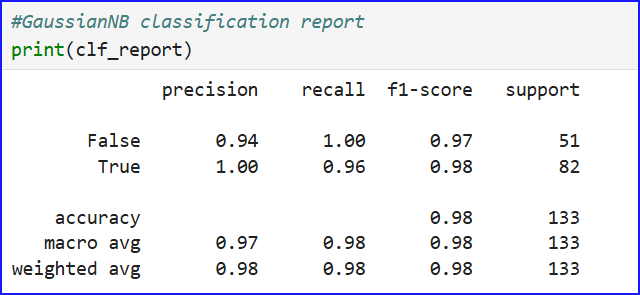 #GaussianNB classification report
print(clf_report)
precision recall f1-score support
False 0.94 1.00 0.97 51
True 1.00 0.96 0.98 82
accuracy 0.98 133
macro avg 0.97 0.98 0.98 133
weighted avg 0.98 0.98 0.98 133